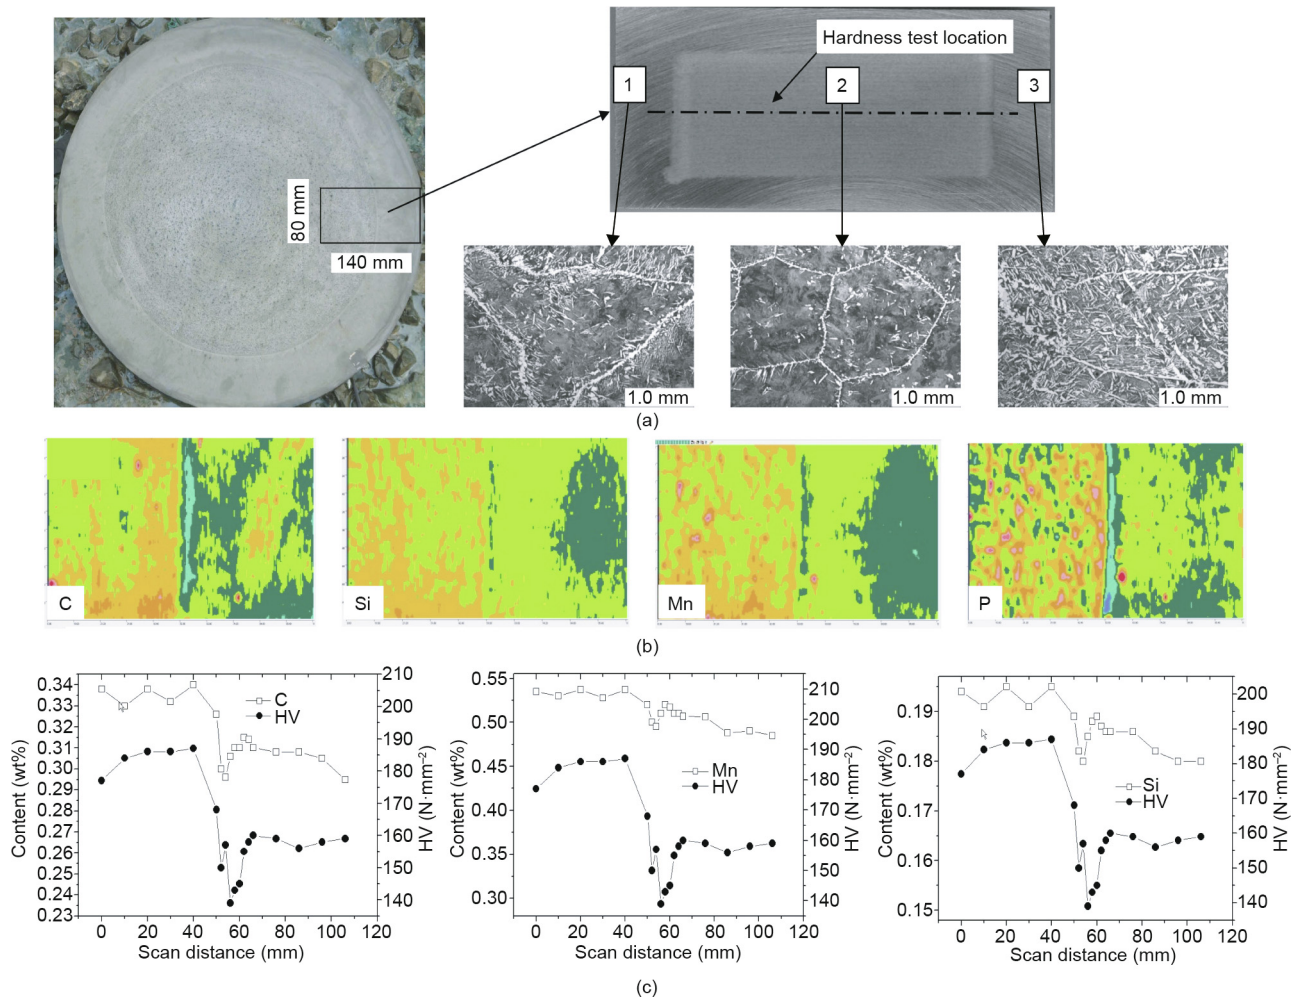 Hardness test location
1
2
3
80 mm
140 mm
1.0 mm
1.0 mm
1.0 mm
(a)
C
Si
Mn
P
(b)
0.34
0.33
0.31
0.30
0.29
0.28
0.26
0.25
0.24
0.23
Content (wt%)
210
200
190
180
170
160
150
140
HV (N·mm⁻²)
C
HV
0 20 40 60 80 100 120
Scan distance (mm)
0.55
0.50
0.45
0.40
0.35
0.30
Content (wt%)
210
200
190
180
170
160
150
140
HV (N·mm⁻²)
Mn
HV
0 20 40 60 80 100 120
Scan distance (mm)
0.19
0.18
0.17
0.16
0.15
Content (wt%)
200
190
180
170
160
150
140
HV (N·mm⁻²)
Si
HV
0 20 40 60 80 100 120
Scan distance (mm)
(c)